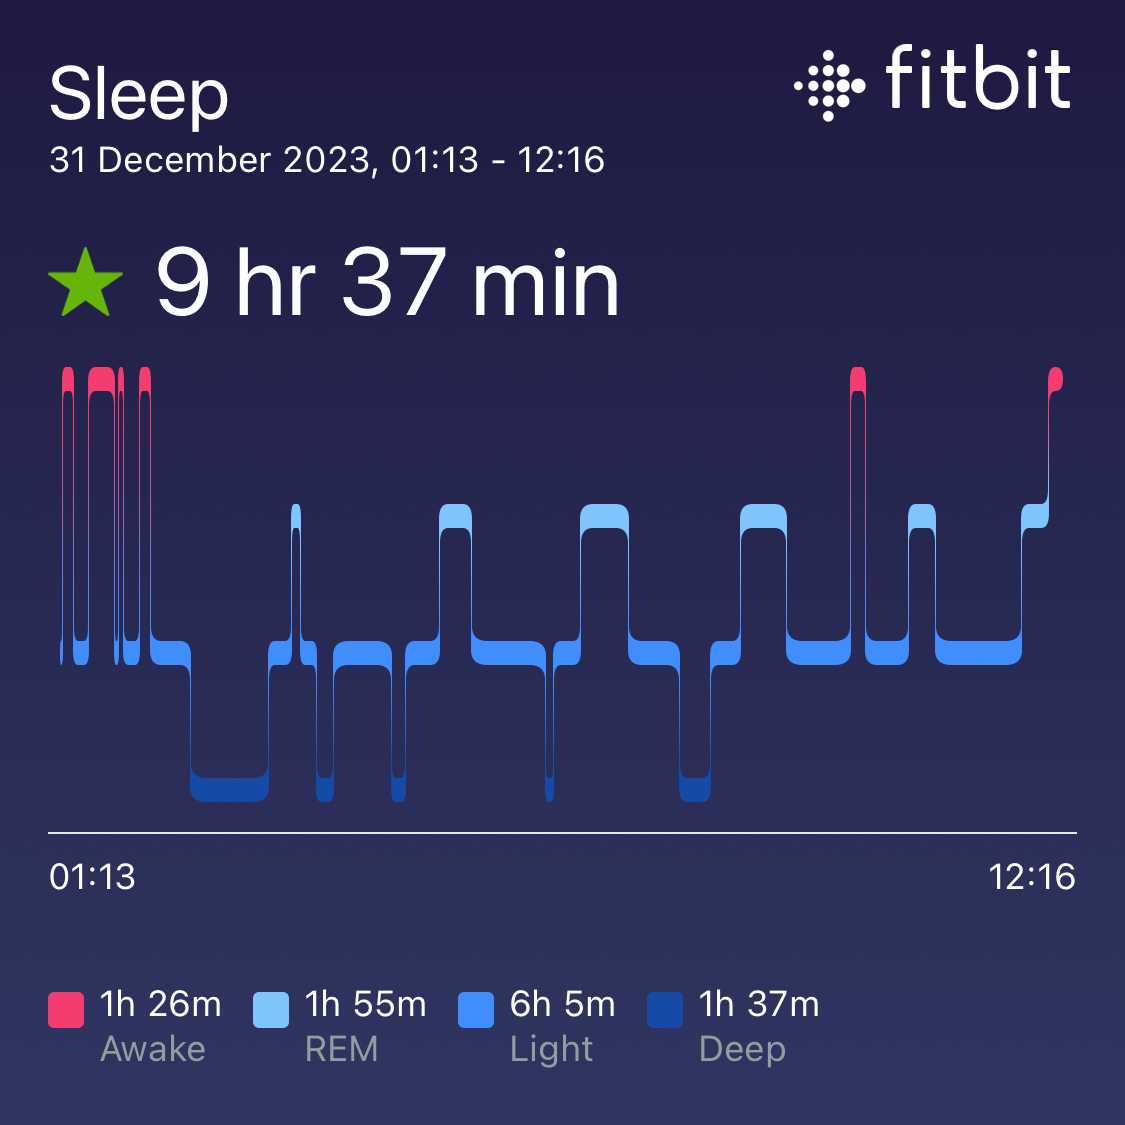 Sleep
fitbit
31 December 2023, 01:13 - 12:16
9 hr 37 min
01:13
12:16
1h 26m
Awake
1h 55m
REM
6h 5m
Light
1h 37m
Deep